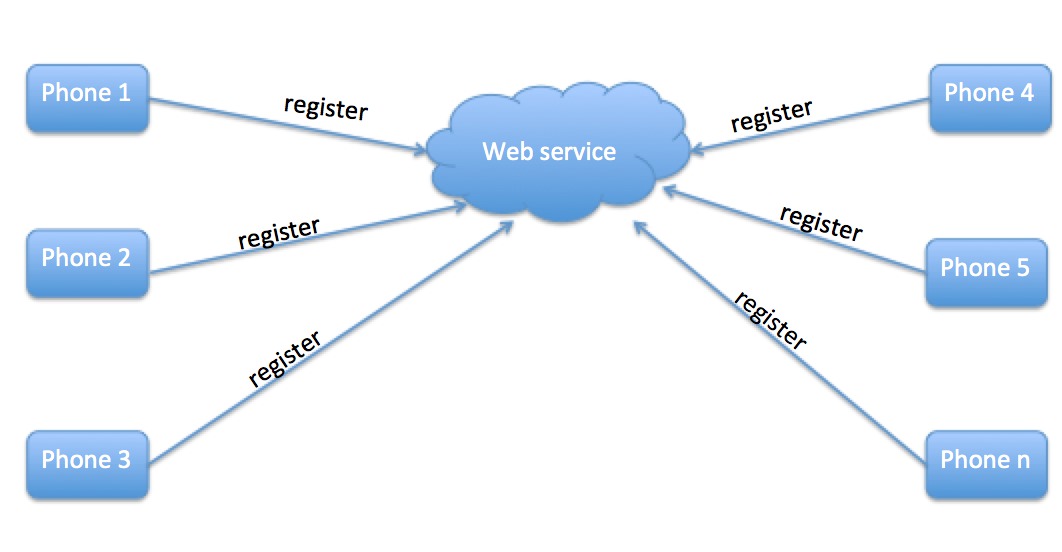 Phone 1
register
Web service
register
Phone 4
Phone 2
register
register
Phone 5
Phone 3
register
register
Phone n